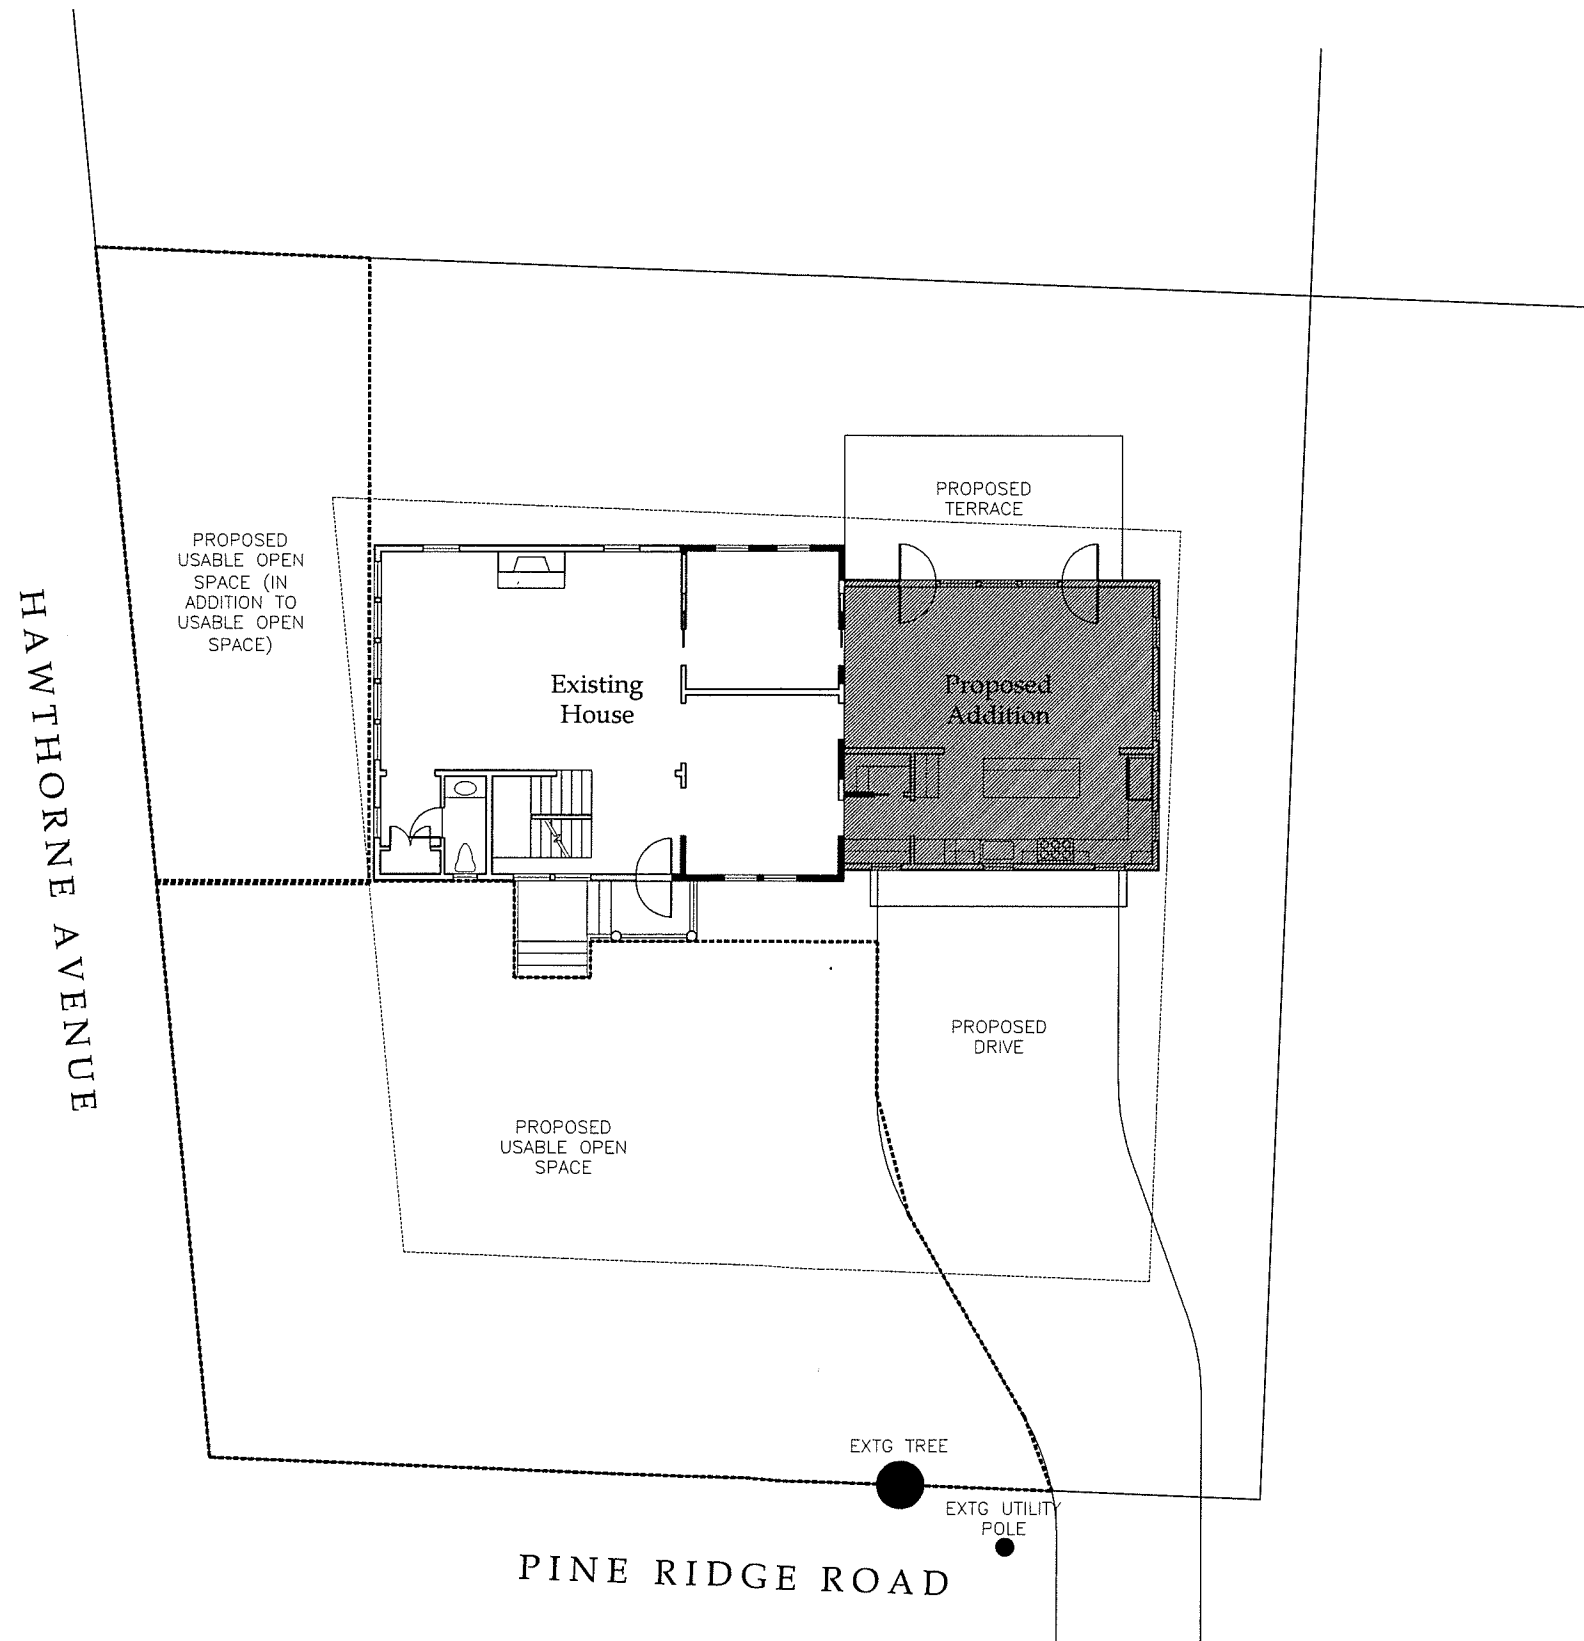 PROPOSED
TERRACE
PROPOSED
USABLE OPEN
SPACE (IN
ADDITION TO
USABLE OPEN
SPACE)
HAWTHORNE AVENUE
Existing
House
Proposed
Addition
PROPOSED
DRIVE
PROPOSED
USABLE OPEN
SPACE
EXTG TREE
EXTG UTILITY
POLE
PINE RIDGE ROAD